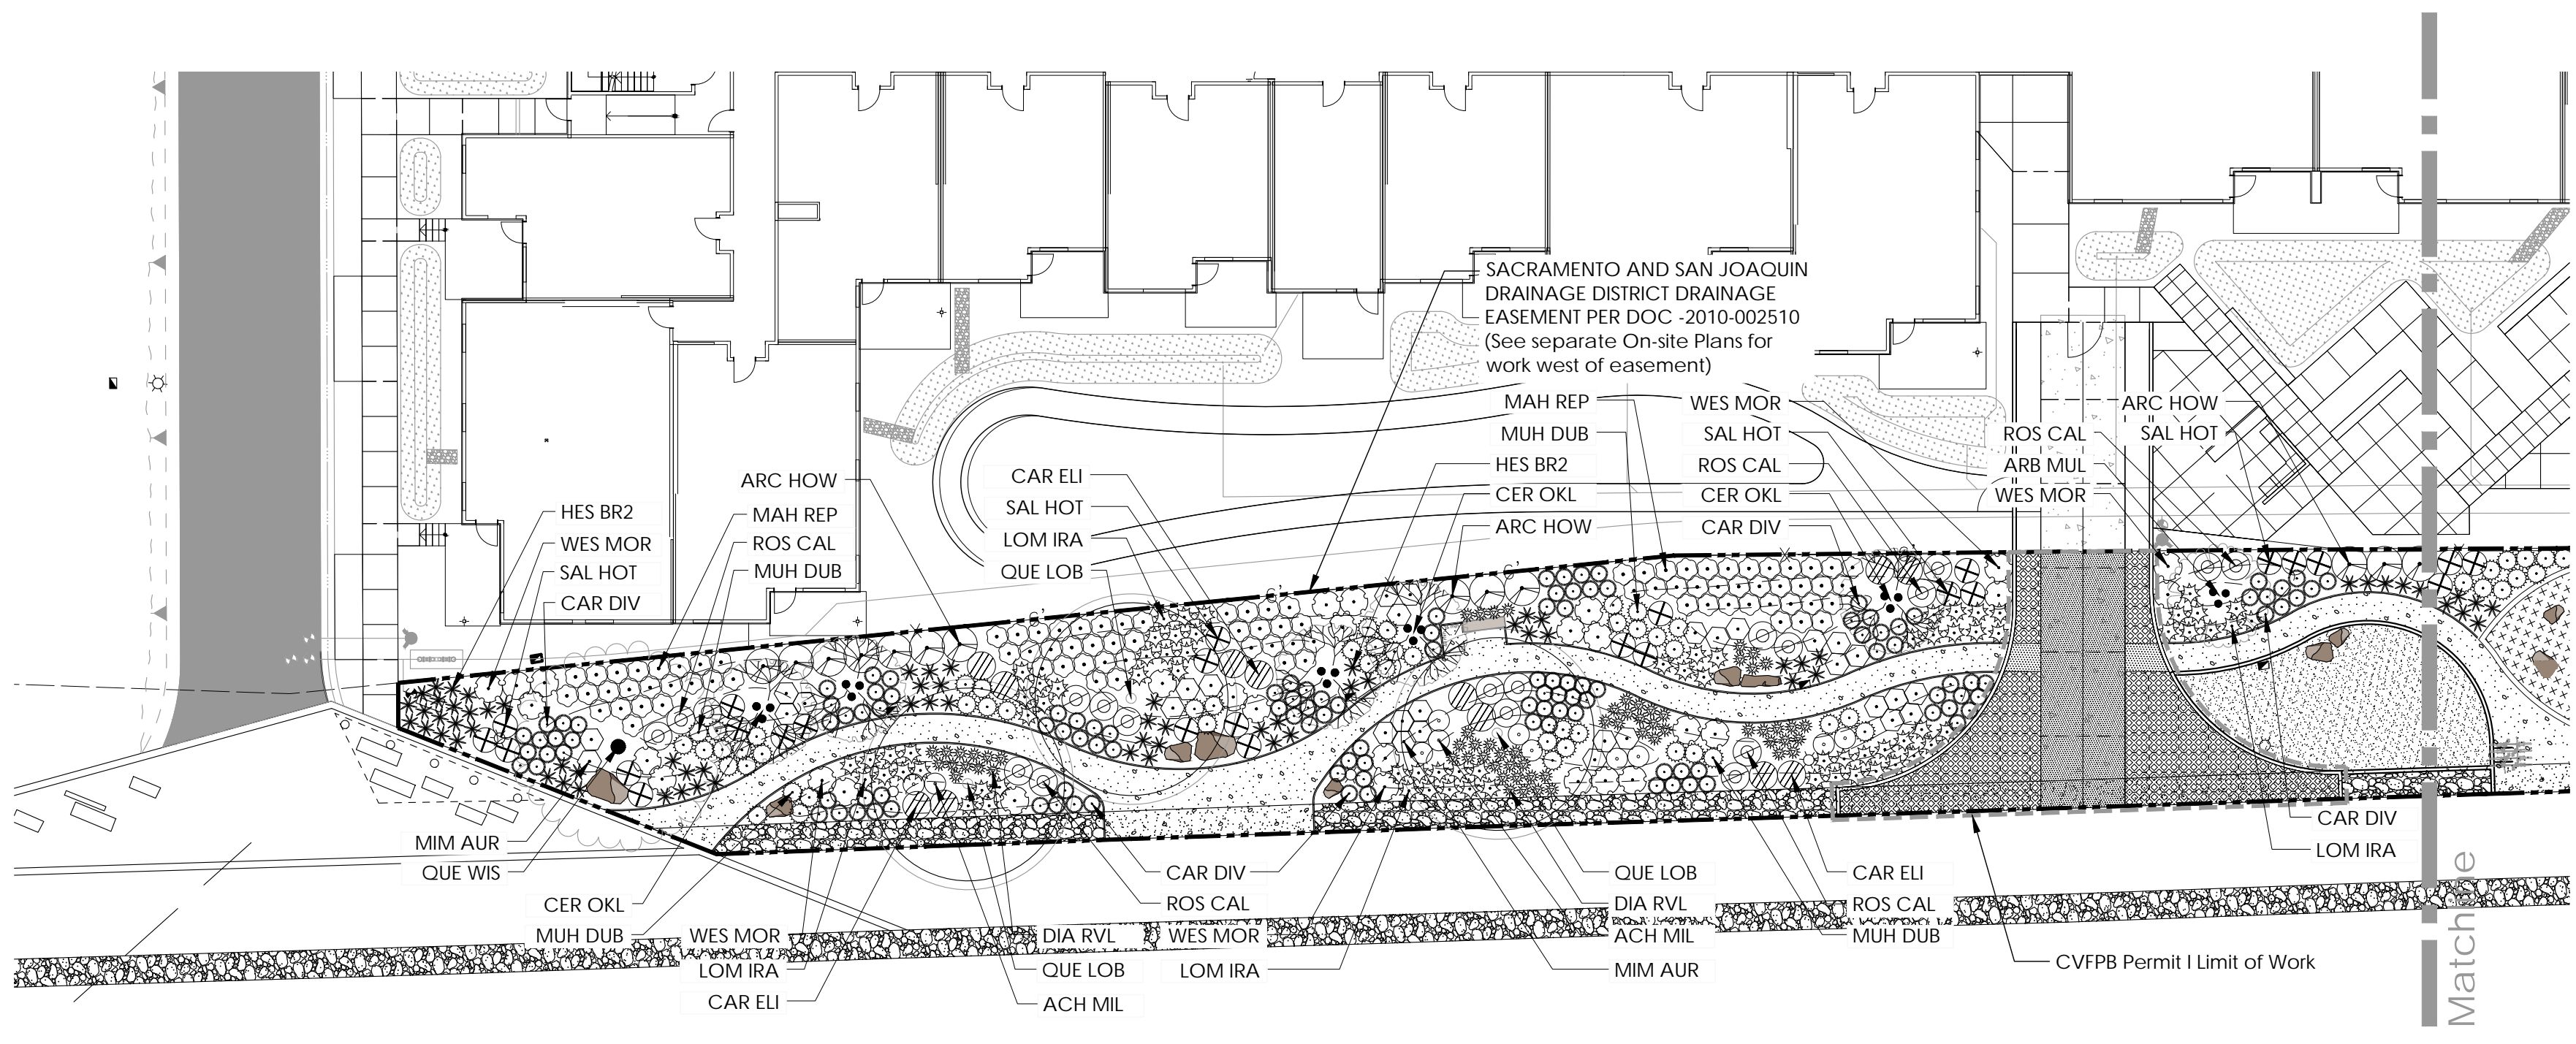 SACRAMENTO AND SAN JOAQUIN
DRAINAGE DISTRICT DRAINAGE
EASEMENT PER DOC -2010-002510
(See separate On-site Plans for
work west of easement)
MAH REP
MUH DUB
HES BR2
CER OKL
ARC HOW
WES MOR
SAL HOT
ROS CAL
CER OKL
CAR DIV
ARC HOW
SAL HOT
ROS CAL
ARB MUL
WES MOR
CAR ELI
SAL HOT
LOM IRA
QUE LOB
ARC HOW
MAH REP
ROS CAL
MUH DUB
HES BR2
WES MOR
SAL HOT
CAR DIV
6'
6'
6'
MIM AUR
QUE WIS
CER OKL
MUH DUB
WES MOR
LOM IRA
CAR ELI
DIA RVL
QUE LOB
ACH MIL
CAR DIV
ROS CAL
WES MOR
LOM IRA
QUE LOB
DIA RVL
ACH MIL
MIM AUR
CAR ELI
ROS CAL
MUH DUB
CAR DIV
LOM IRA
CVFPB Permit I Limit of Work
Matchline